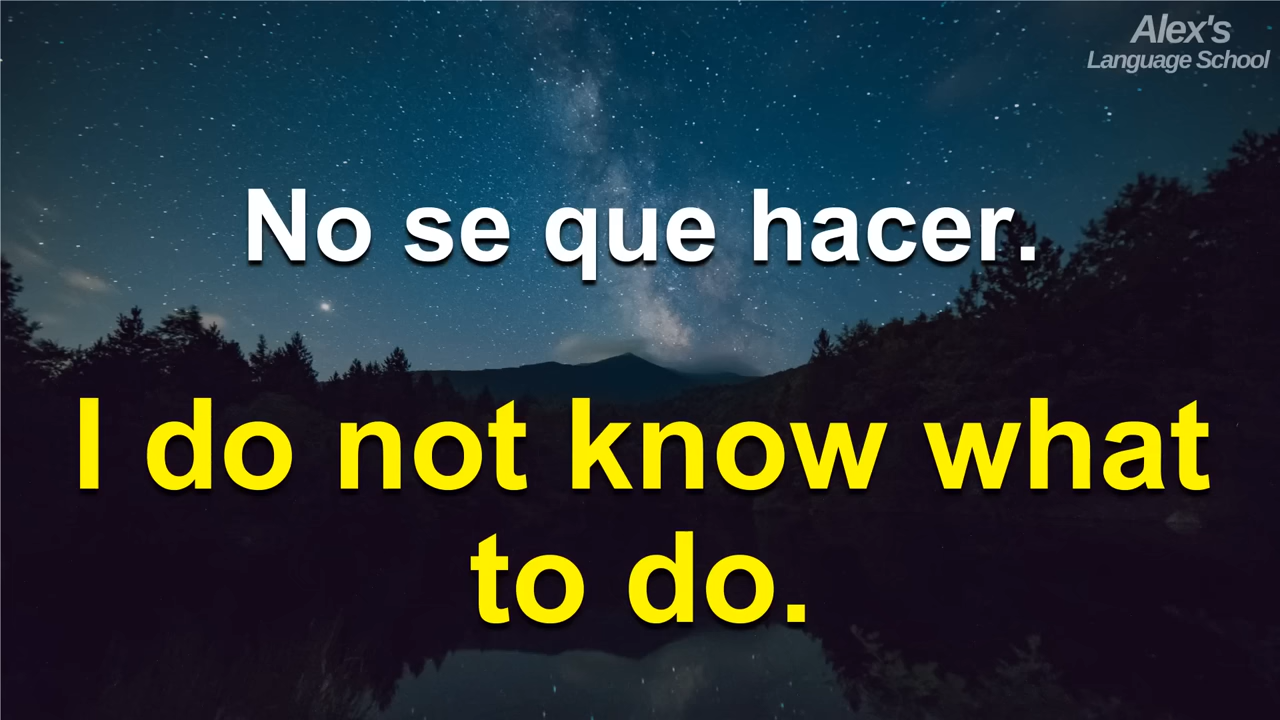 Alex's
Language School
No se que hacer.
I do not know what
to do.